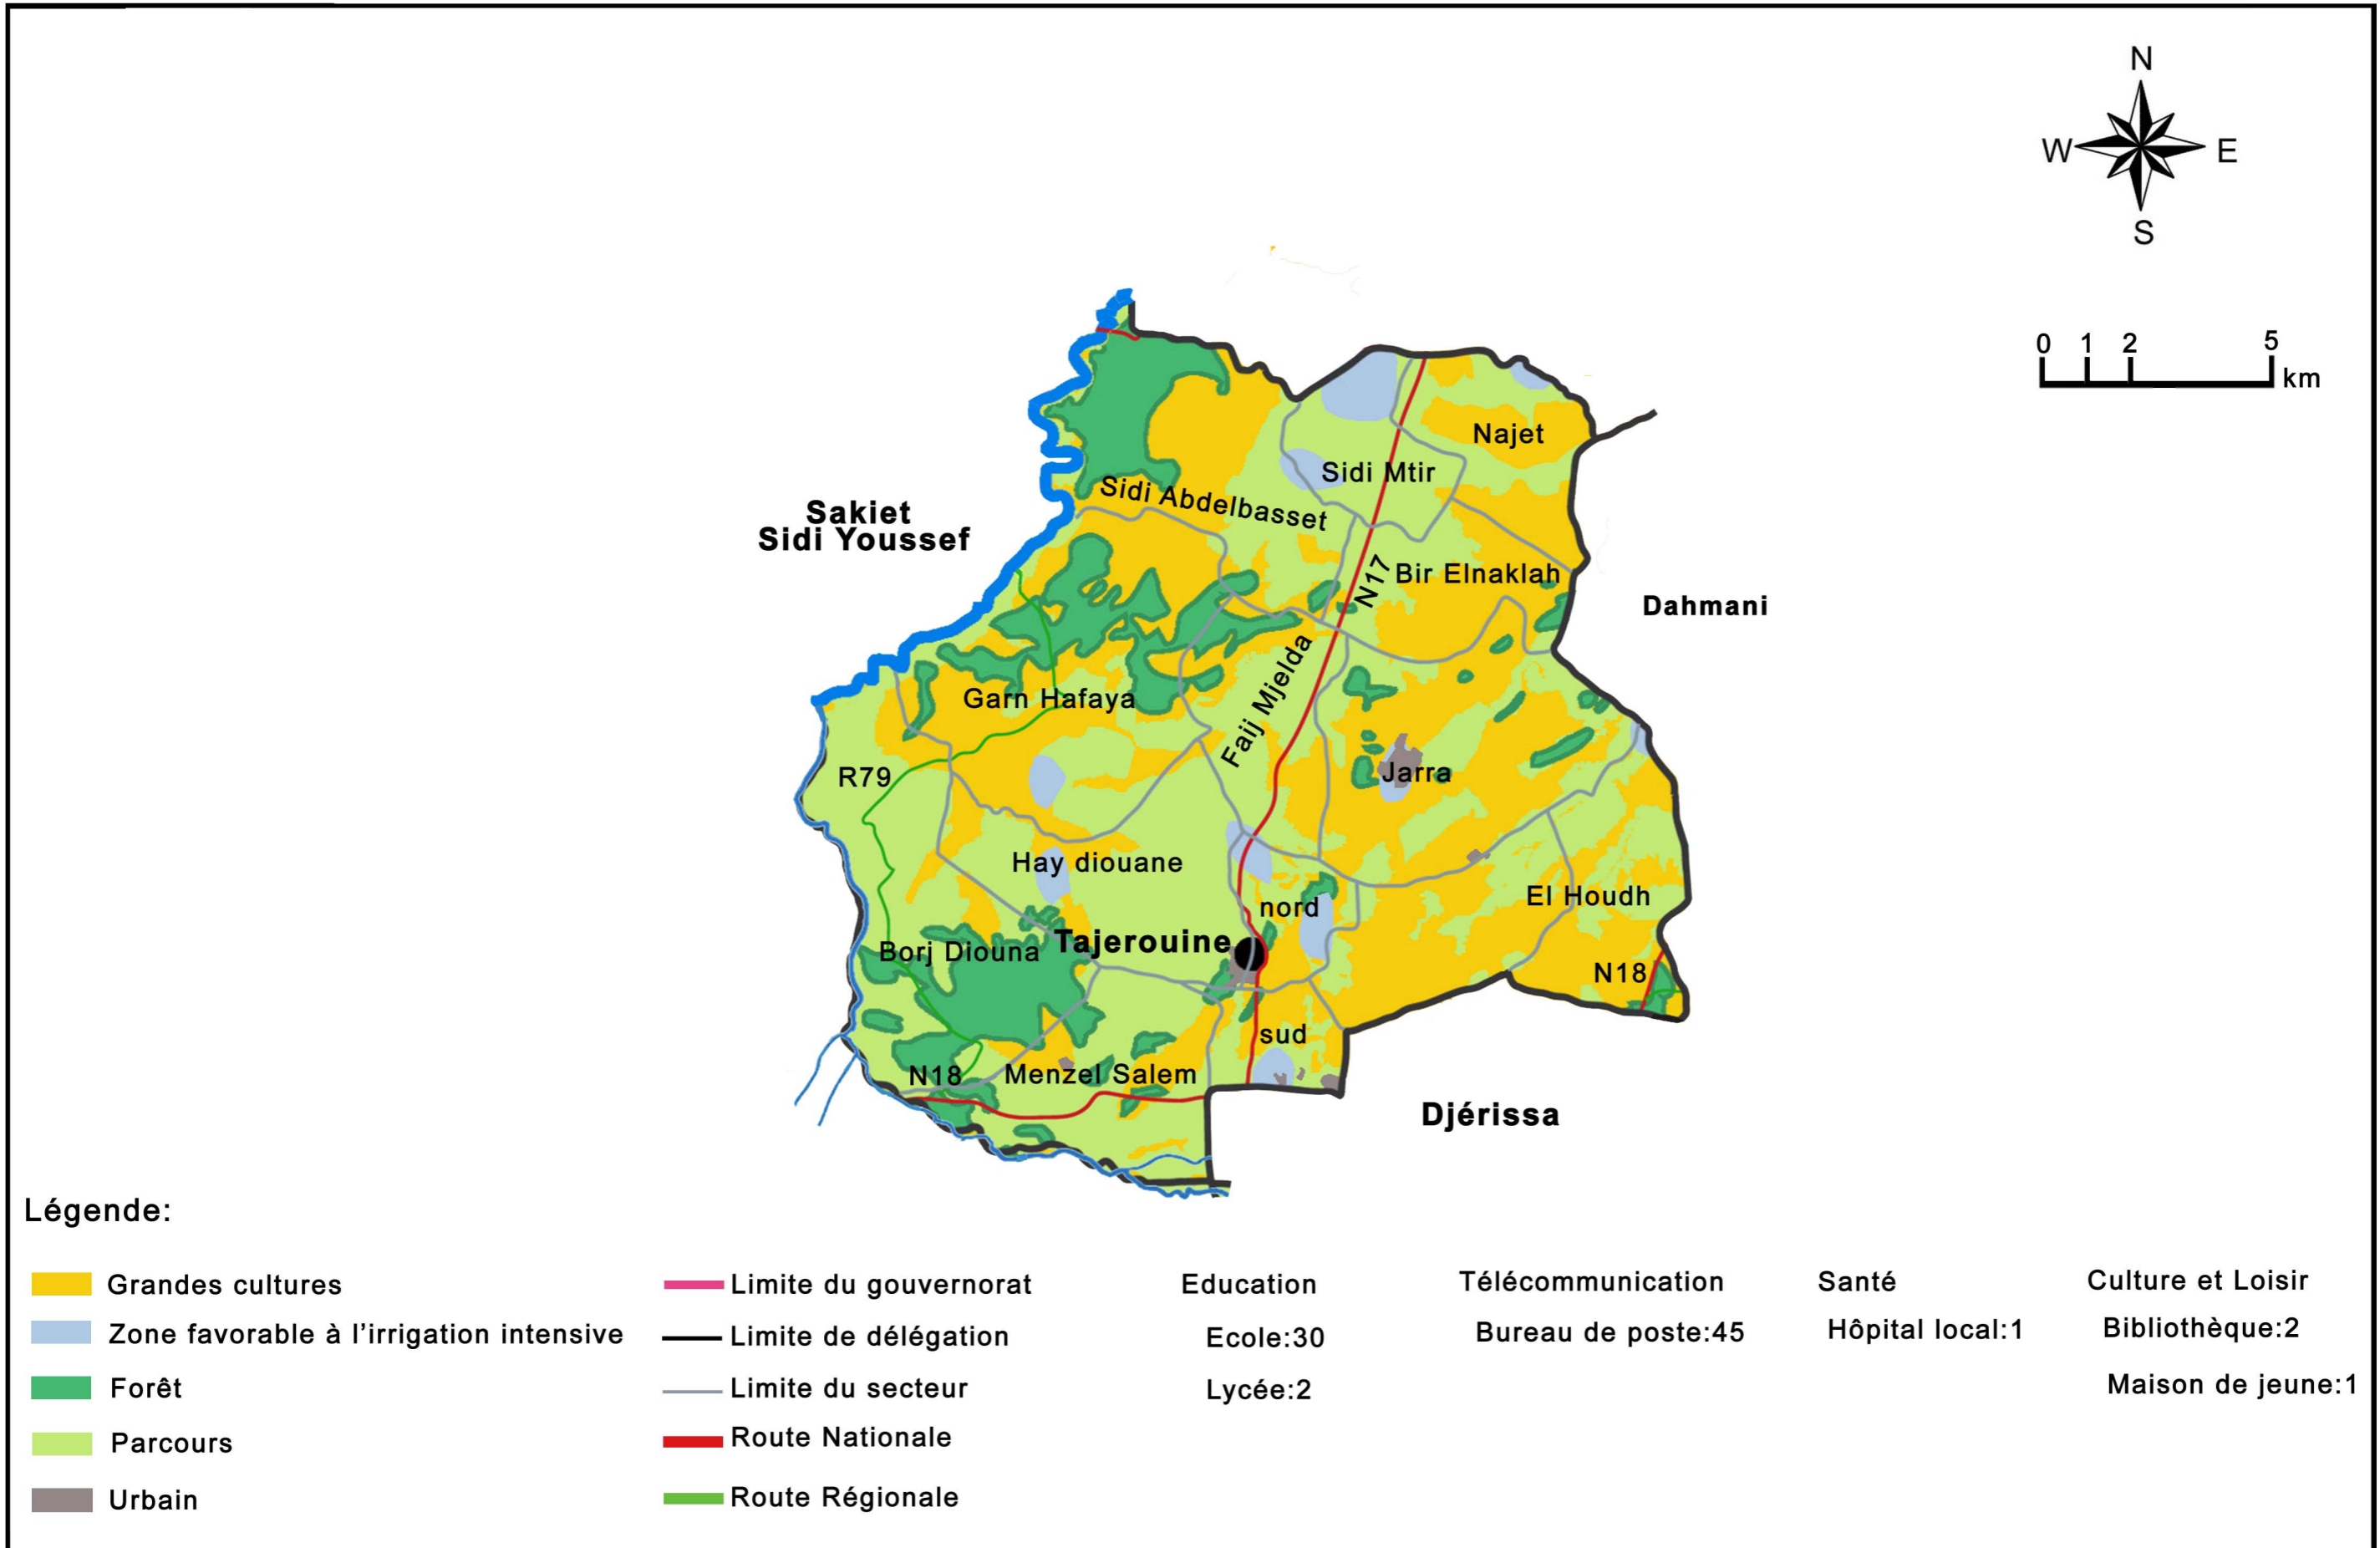 N
W
E
S
0 1 2 5
km
Najet
Sidi Mtir
Sidi Abdelbasset
Sakiet
Sidi Youssef
N17
Bir Elnaklah
Dahmani
Faij Mjelda
Garn Hafaya
R79
Jarra
Hay diouane
El Houdh
nord
Tajerouine
Borj Diouna
N18
sud
N18
Menzel Salem
Djérissa
Légende:
Grandes cultures
Zone favorable à l'irrigation intensive
Forêt
Parcours
Urbain
Limite du gouvernorat
Limite de délégation
Limite du secteur
Route Nationale
Route Régionale
Education
Ecole:30
Lycée:2
Télécommunication
Bureau de poste:45
Santé
Hôpital local:1
Culture et Loisir
Bibliothèque:2
Maison de jeune:1